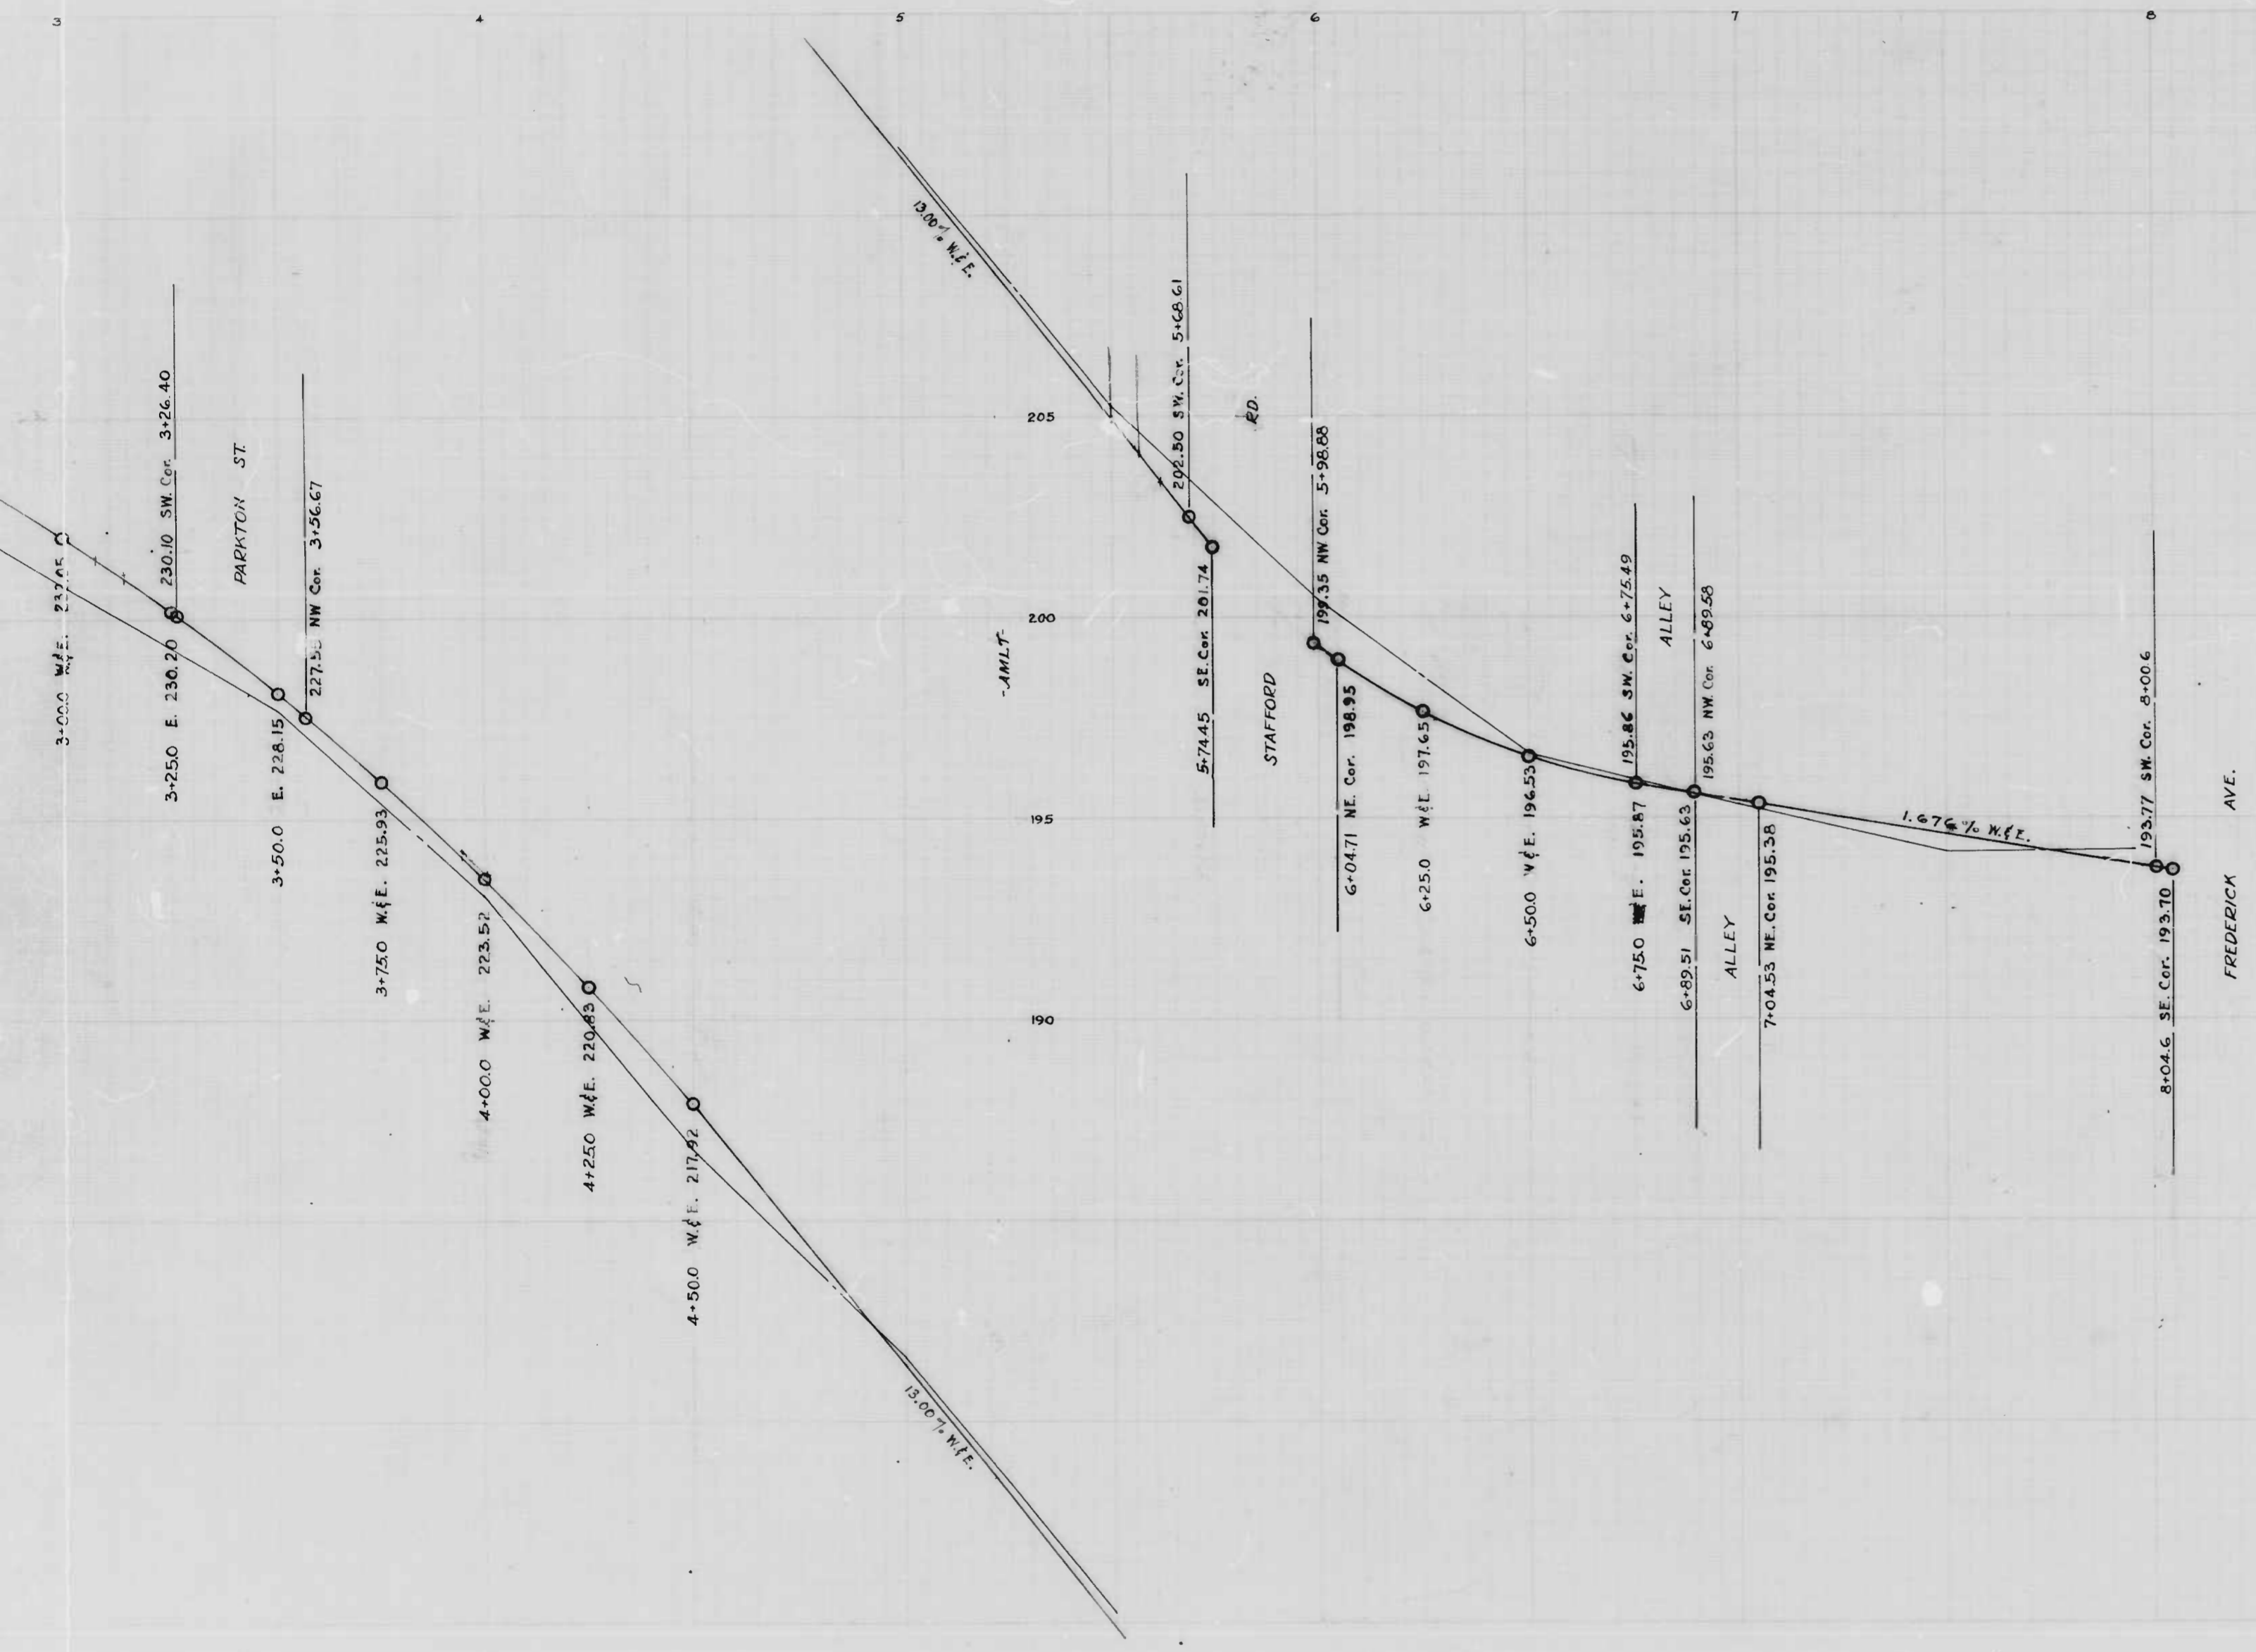 3
4
5
6
7
8
13.00% W.&E.
3+00.0 W&E.
3+25.0 E. 230.20
230.10 SW. Cor. 3+26.40
PARKTON ST.
3+50.0 E. 228.15
NW Cor. 3+56.67
3+75.0 W.&E. 225.93
4+00.0 W.&E. 223.52
4+25.0 W.&E. 220.83
4+50.0 W.&E. 217.92
13.00% W.&E.
-AMLT-
205
200
195
190
202.50 SW. Cor. 5+68.61
5+74.45 SE. Cor. 201.74
STAFFORD RD.
199.35 NW Cor. 5+98.88
6+04.71 NE. Cor. 198.95
6+25.0 W&E. 197.65
6+50.0 W&E. 196.53
6+75.0 E. 195.87
195.86 SW. Cor. 6+75.49
ALLEY
6+89.51 SE. Cor. 195.63
195.63 NW. Cor. 6+89.58
ALLEY
7+04.53 NE. Cor. 195.38
1.676% W.&E.
193.77 SW. Cor. 8+00.6
8+04.6 SE. Cor. 193.70
FREDERICK AVE.